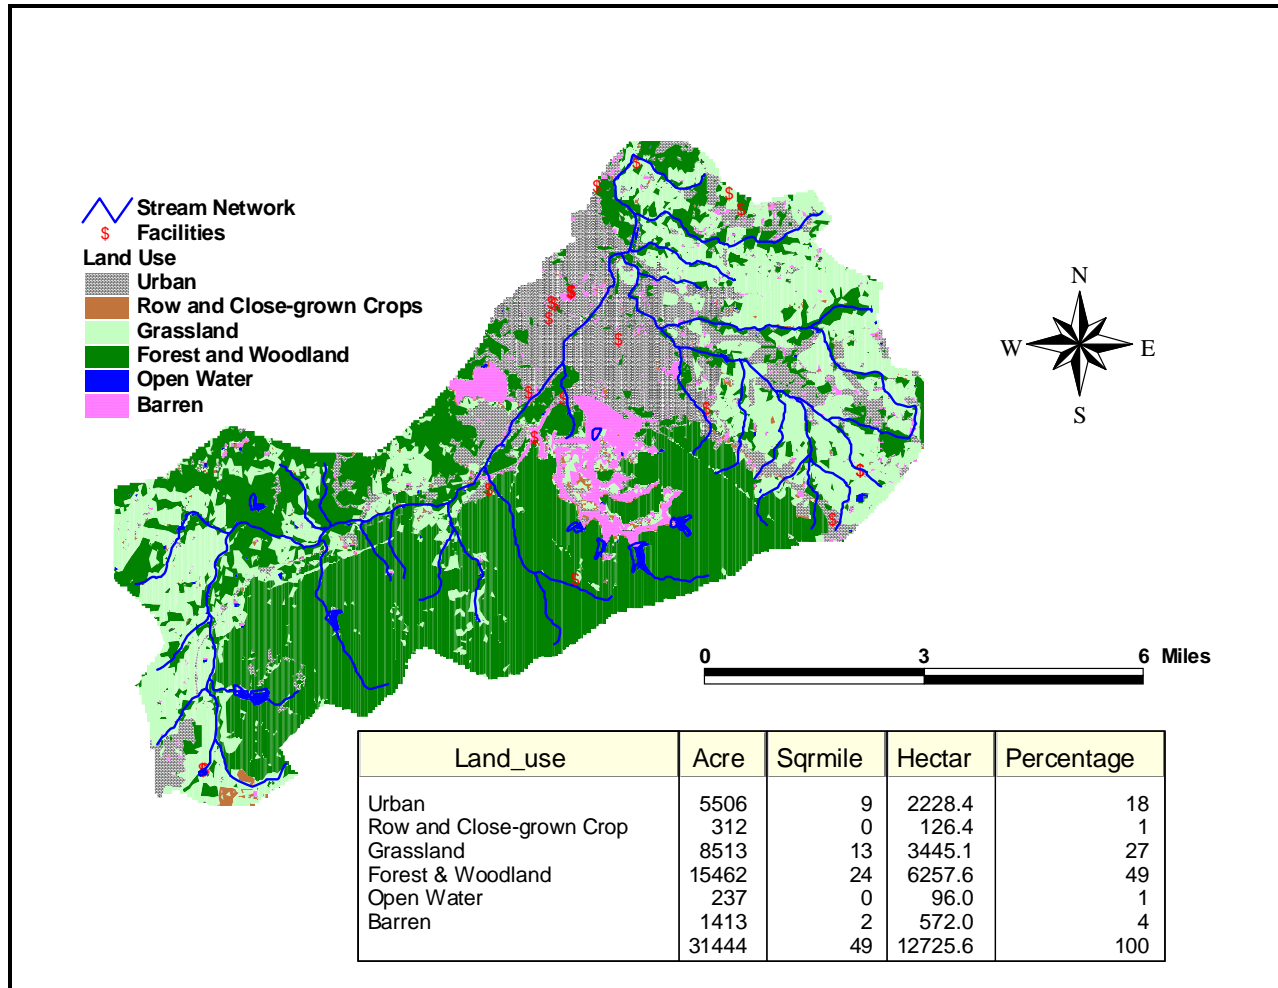 Stream Network
$ Facilities
Land Use
Urban
Row and Close-grown Crops
Grassland
Forest and Woodland
Open Water
Barren
N
W E
S
0 3 6 Miles
Land_use Acre Sqrmile Hectar Percentage
Urban 5506 9 2228.4 18
Row and Close-grown Crop 312 0 126.4 1
Grassland 8513 13 3445.1 27
Forest & Woodland 15462 24 6257.6 49
Open Water 237 0 96.0 1
Barren 1413 2 572.0 4
31444 49 12725.6 100